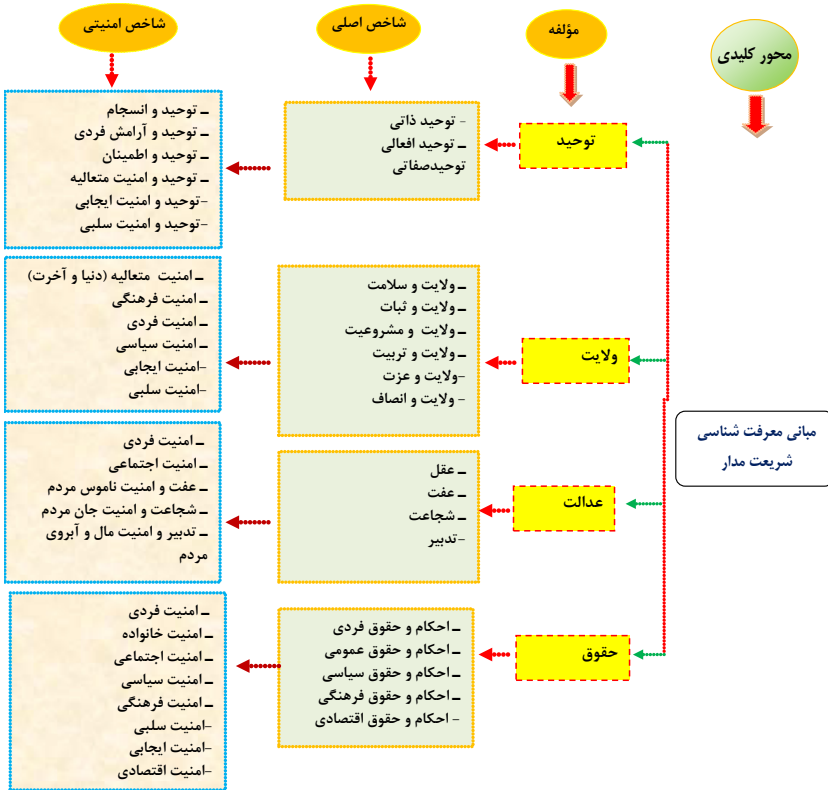 محور کلیدی
مؤلفه
شاخص اصلی
شاخص امنیتی
مبانی معرفت شناسی
شریعت مدار
توحید
- توحید ذاتی
ـ توحید افعالی
توحیدصفاتی
ـ توحید و انسجام
ـ توحید و آرامش فردی
ـ توحید و اطمینان
ـ توحید و امنیت متعالیه
-توحید و امنیت ایجابی
-توحید و امنیت سلبی
ولایت
ـ ولایت و سلامت
ـ ولایت و ثبات
ـ ولایت و مشروعیت
ـ ولایت و تربیت
-ولایت و عزت
- ولایت و انصاف
ـ امنیت متعالیه (دنیا و آخرت)
ـ امنیت فرهنگی
ـ امنیت فردی
ـ امنیت سیاسی
-امنیت ایجابی
-امنیت سلبی
عدالت
ـ عقل
ـ عفت
ـ شجاعت
-تدبیر
ـ امنیت فردی
ـ امنیت اجتماعی
ـ عفت و امنیت ناموس مردم
ـ شجاعت و امنیت جان مردم
ـ تدبیر و امنیت مال و آبروی
مردم
حقوق
ـ احکام و حقوق فردی
ـ احکام و حقوق عمومی
ـ احکام و حقوق سیاسی
ـ احکام و حقوق فرهنگی
- احکام و حقوق اقتصادی
ـ امنیت فردی
ـ امنیت خانواده
ـ امنیت اجتماعی
ـ امنیت سیاسی
ـ امنیت فرهنگی
-امنیت سلبی
-امنیت ایجابی
-امنیت اقتصادی